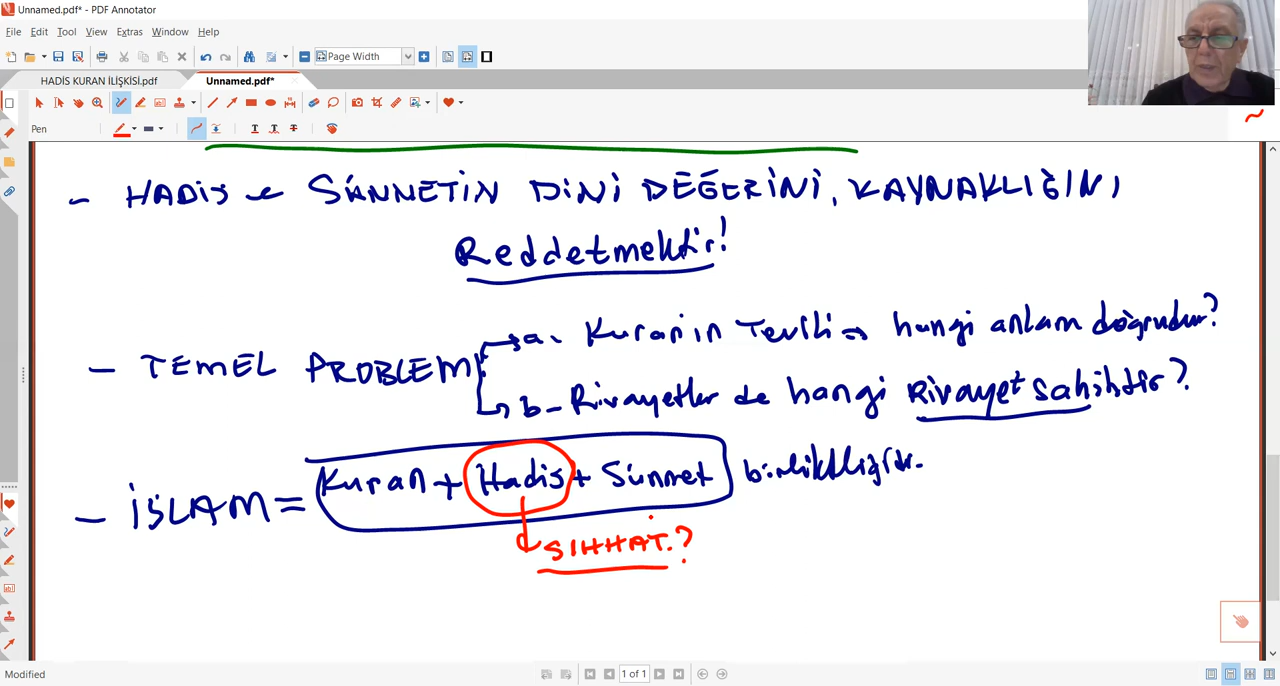 Unnamed.pdf* - PDF Annotator
File Edit Tool View Extras Window Help
Page Width
HADİS KURAN İLİŞKİSİ.pdf Unnamed.pdf*
Pen
- HADİS ve SÜNNETİN DİNİ DEĞERİNİ, KAYNAKLIĞINI
Reddetmektir!
- TEMEL PROBLEM: a. Kuranın Tevili => hangi anlam doğrudur?
b- Rivayetler de hangi Rivayet sahihtir?
- İSLAM = Kuran + Hadis + Sünnet birlikteliğidir.
SIHHAT.?
Modified
1 of 1